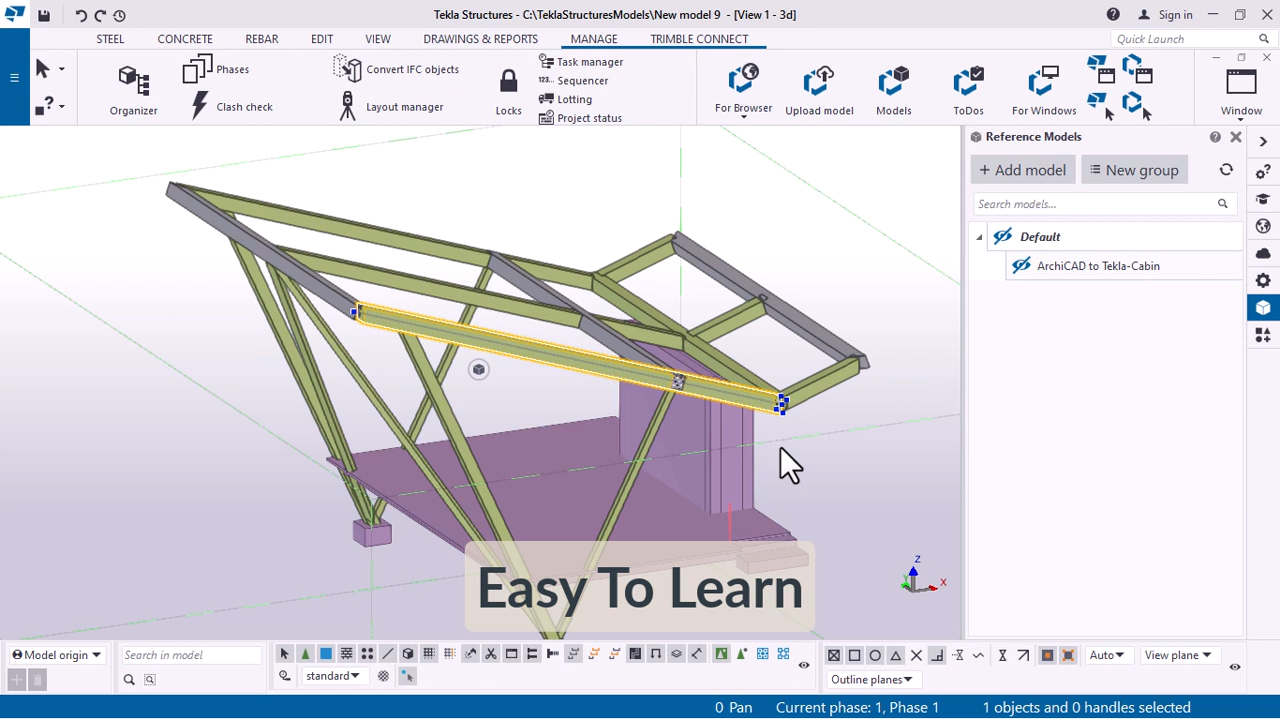 Tekla Structures - C:\TeklaStructuresModels\New model 9 - [View 1 - 3d]
Sign in
STEEL CONCRETE REBAR EDIT VIEW DRAWINGS & REPORTS MANAGE TRIMBLE CONNECT
Quick Launch
Organizer
Phases
Clash check
Convert IFC objects
Layout manager
Locks
Task manager
Sequencer
Lotting
Project status
For Browser
Upload model
Models
ToDos
For Windows
Window
Reference Models
Add model
New group
Search models...
Default
ArchiCAD to Tekla-Cabin
Z
Y
X
Easy To Learn
Model origin
Search in model
standard
Auto
View plane
Outline planes
0 Pan
Current phase: 1, Phase 1
1 objects and 0 handles selected